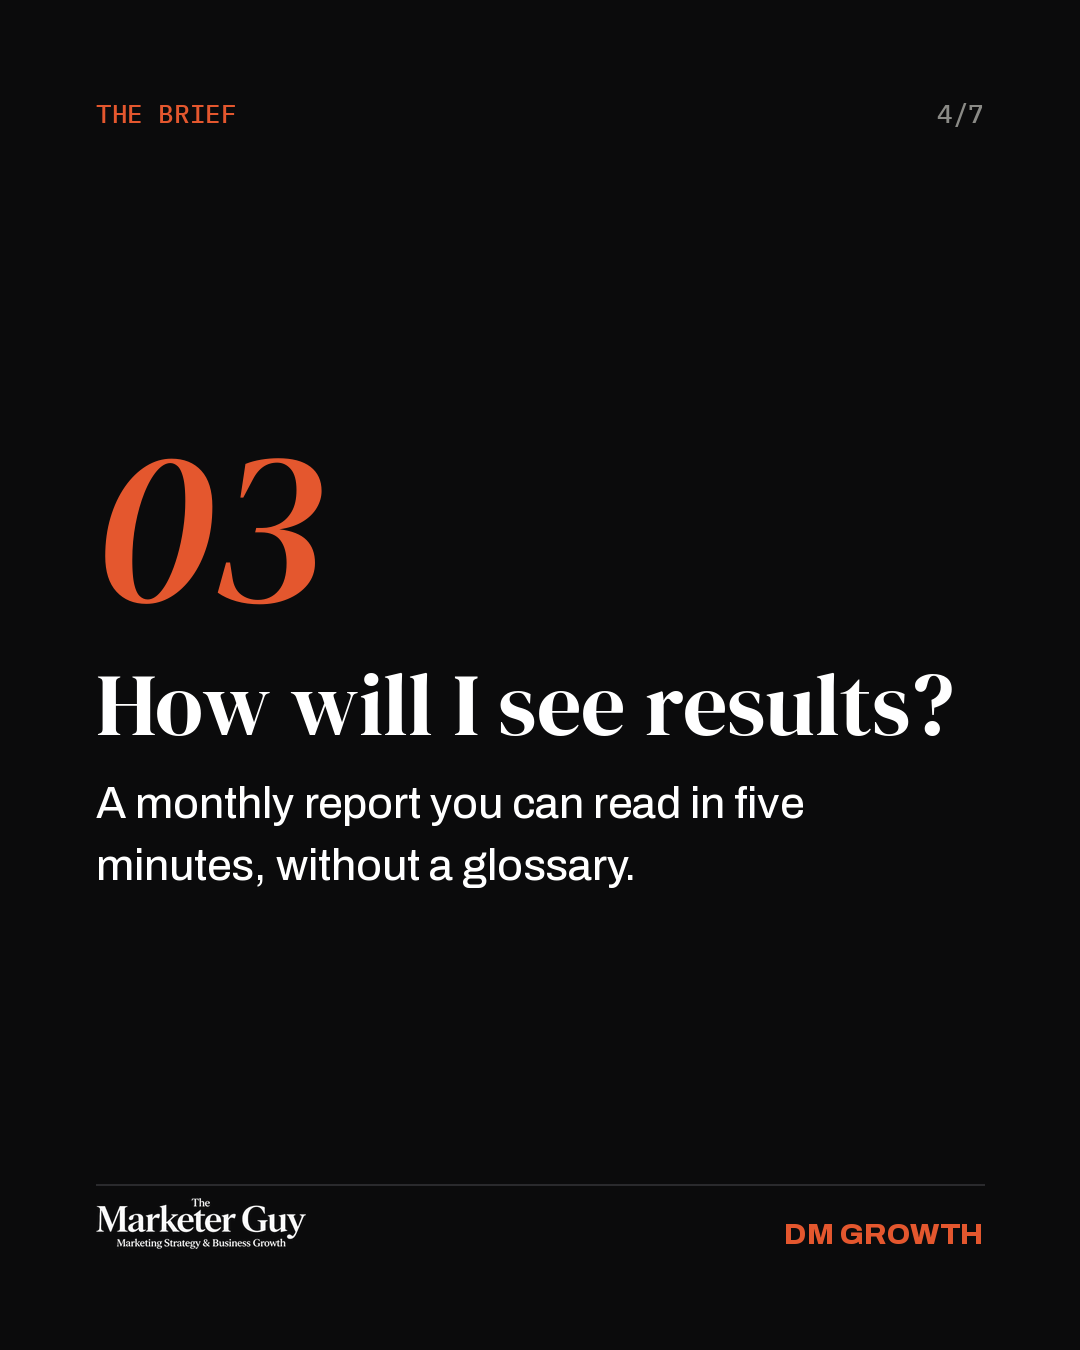 THE BRIEF
4/7
03
How will I see results?
A monthly report you can read in five
minutes, without a glossary.
The
Marketer Guy
Marketing Strategy & Business Growth
DM GROWTH